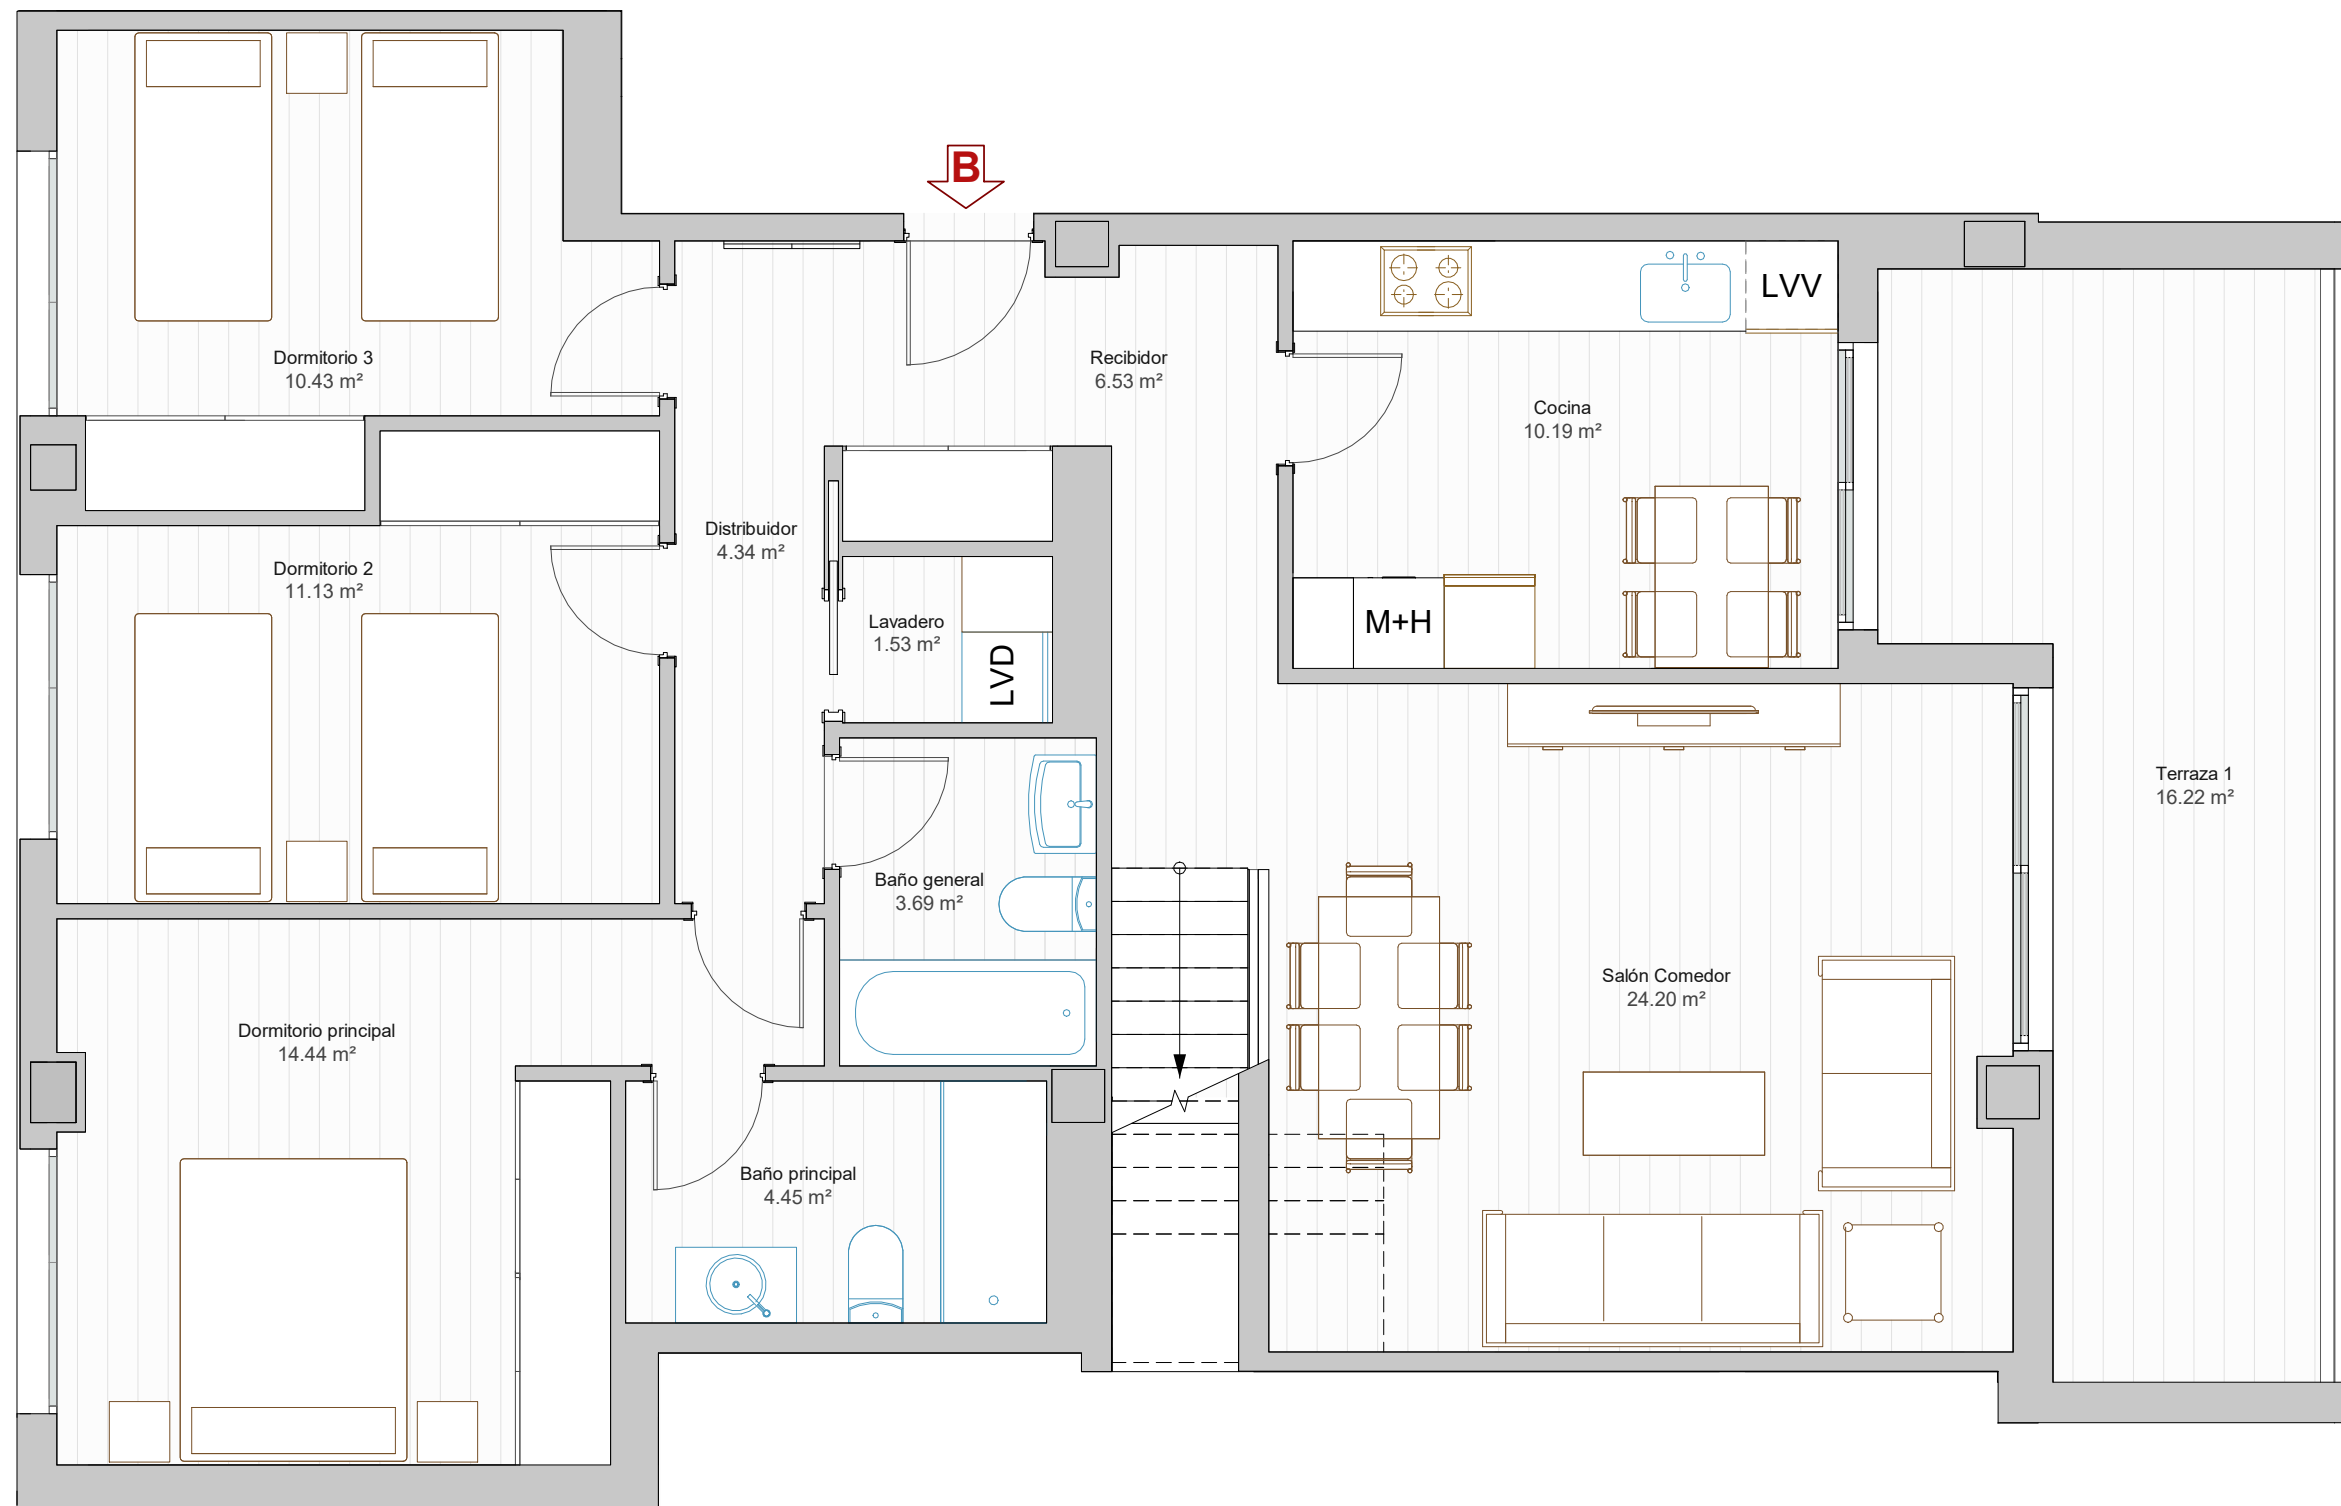 B
LVV
Dormitorio 3
10.43 m²
Recibidor
6.53 m²
Cocina
10.19 m²
Distribuidor
4.34 m²
Dormitorio 2
11.13 m²
Lavadero
1.53 m²
LVD
M+H
Terraza 1
16.22 m²
Baño general
3.69 m²
Salón Comedor
24.20 m²
Dormitorio principal
14.44 m²
Baño principal
4.45 m²